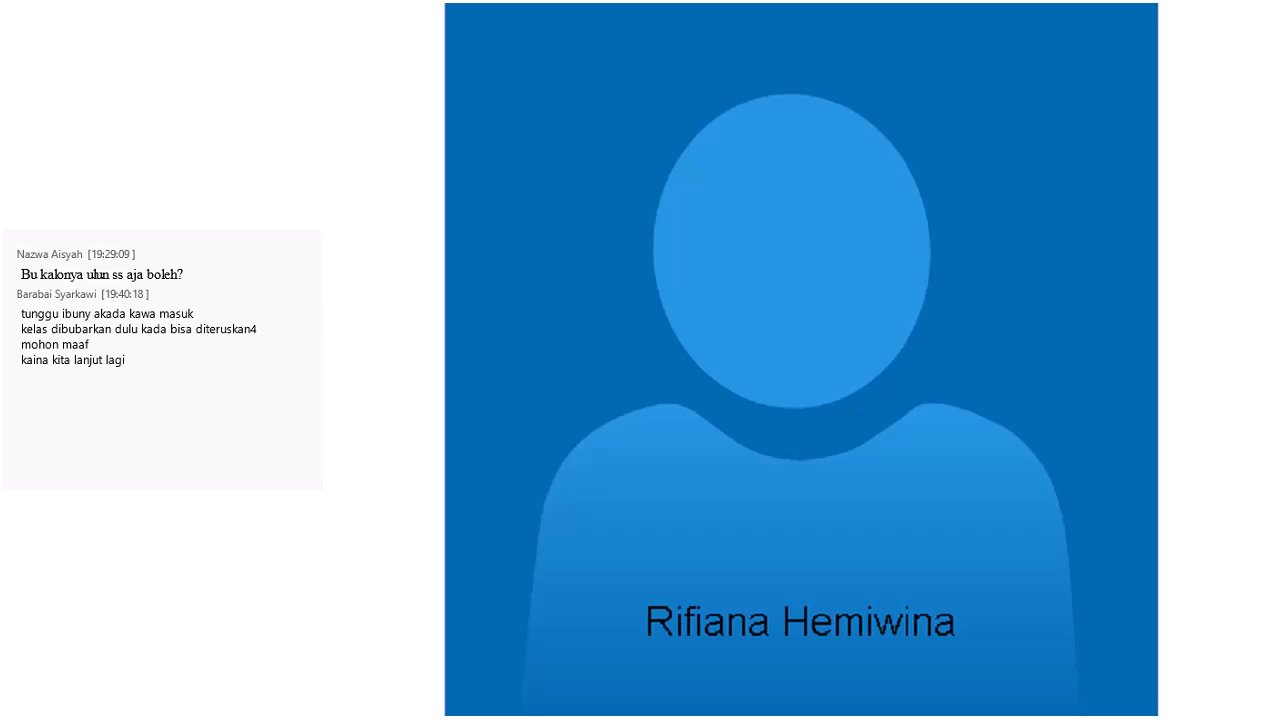 Nazwa Aisyah [19:29:09 ]
Bu kalonya ulun ss aja boleh?
Barabai Syarkawi [19:40:18 ]
tunggu ibuny akada kawa masuk
kelas dibubarkan dulu kada bisa diteruskan4
mohon maaf
kaina kita lanjut lagi
Rifiana Hemiwina